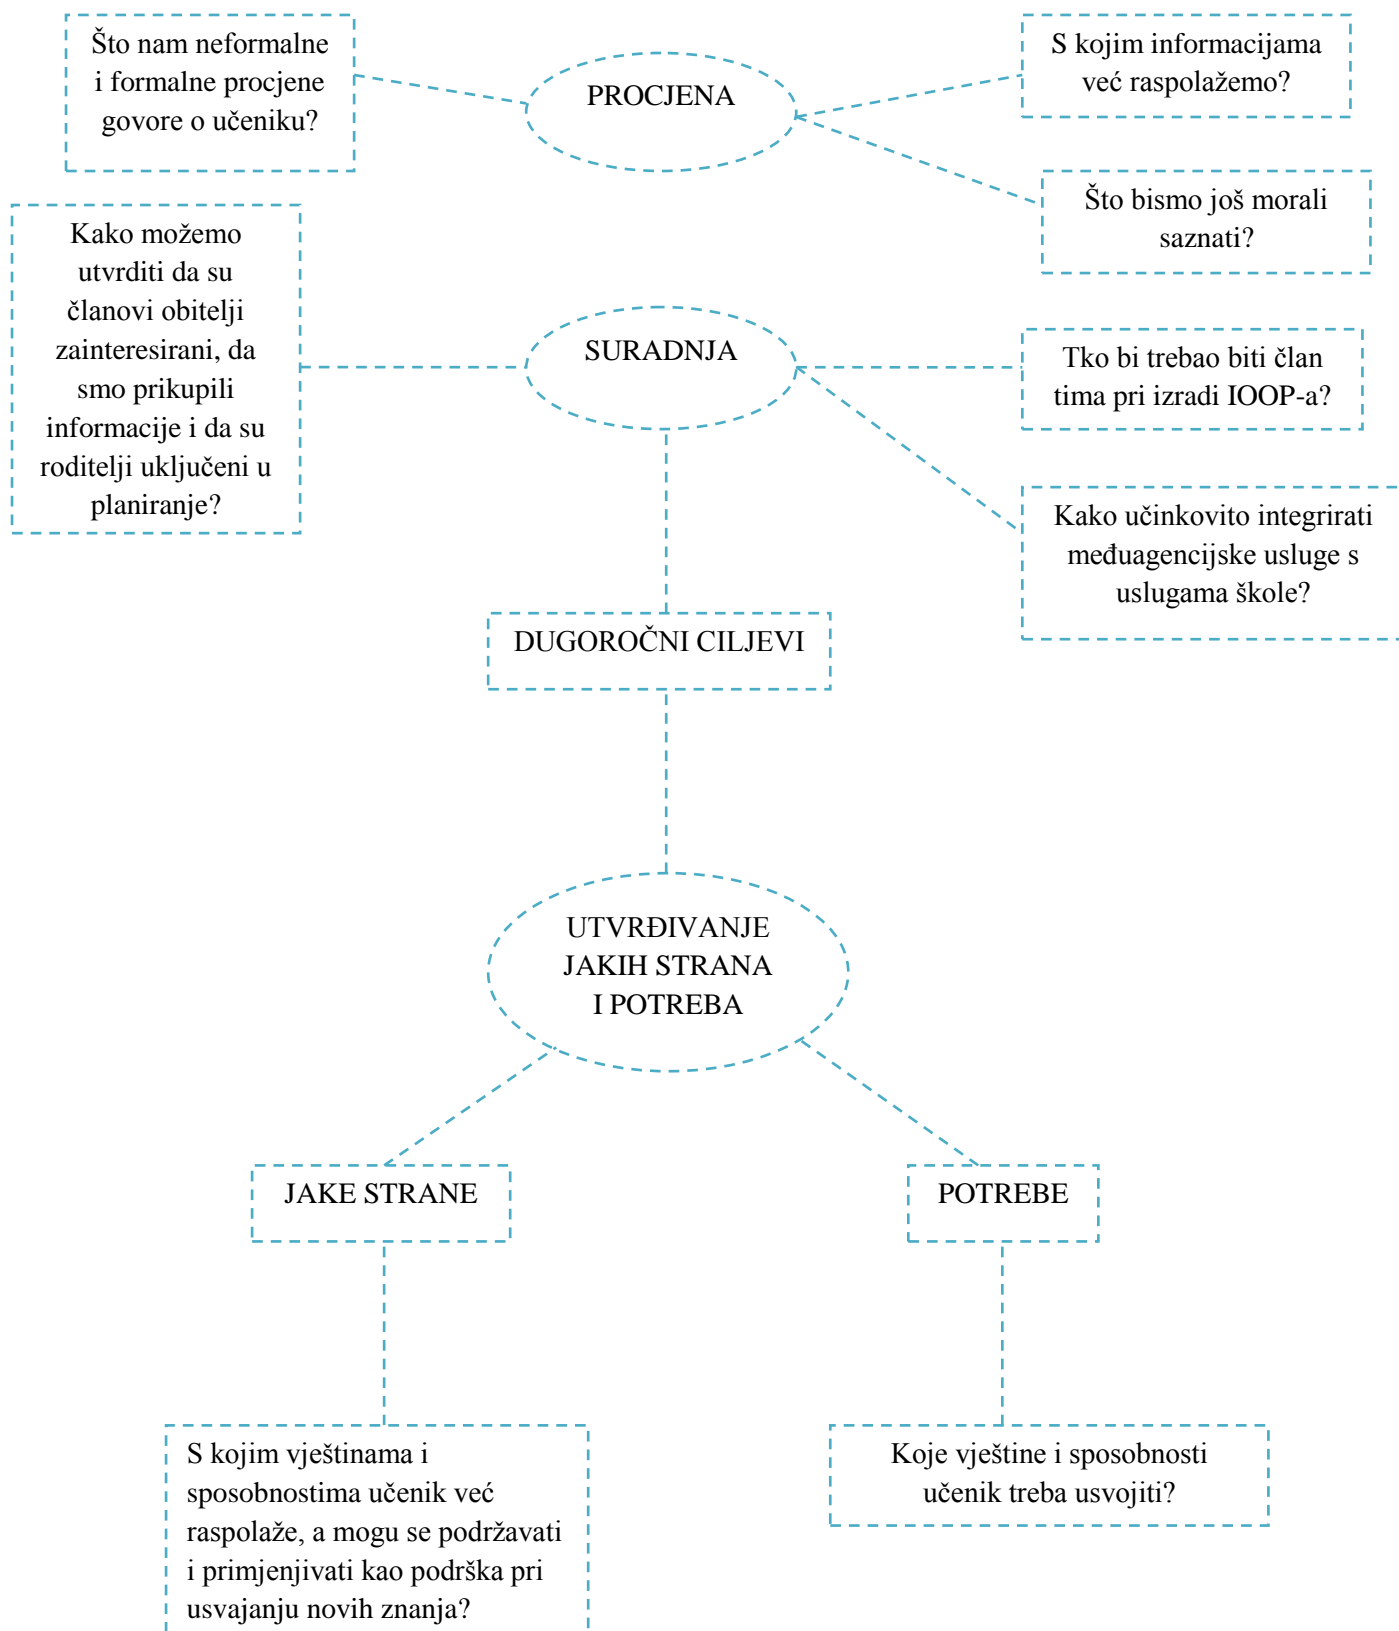 Što nam neformalne
i formalne procjene
govore o učeniku?
PROCJENA
S kojim informacijama
već raspolažemo?
Što bismo još morali
saznati?
Kako možemo
utvrditi da su
članovi obitelji
zainteresirani, da
smo prikupili
informacije i da su
roditelji uključeni u
planiranje?
SURADNJA
Tko bi trebao biti član
tima pri izradi IOOP-a?
Kako učinkovito integrirati
međuagencijske usluge s
uslugama škole?
DUGOROČNI CILJEVI
UTVRĐIVANJE
JAKIH STRANA
I POTREBA
JAKE STRANE
POTREBE
S kojim vještinama i
sposobnostima učenik već
raspolaže, a mogu se podržavati
i primjenjivati kao podrška pri
usvajanju novih znanja?
Koje vještine i sposobnosti
učenik treba usvojiti?